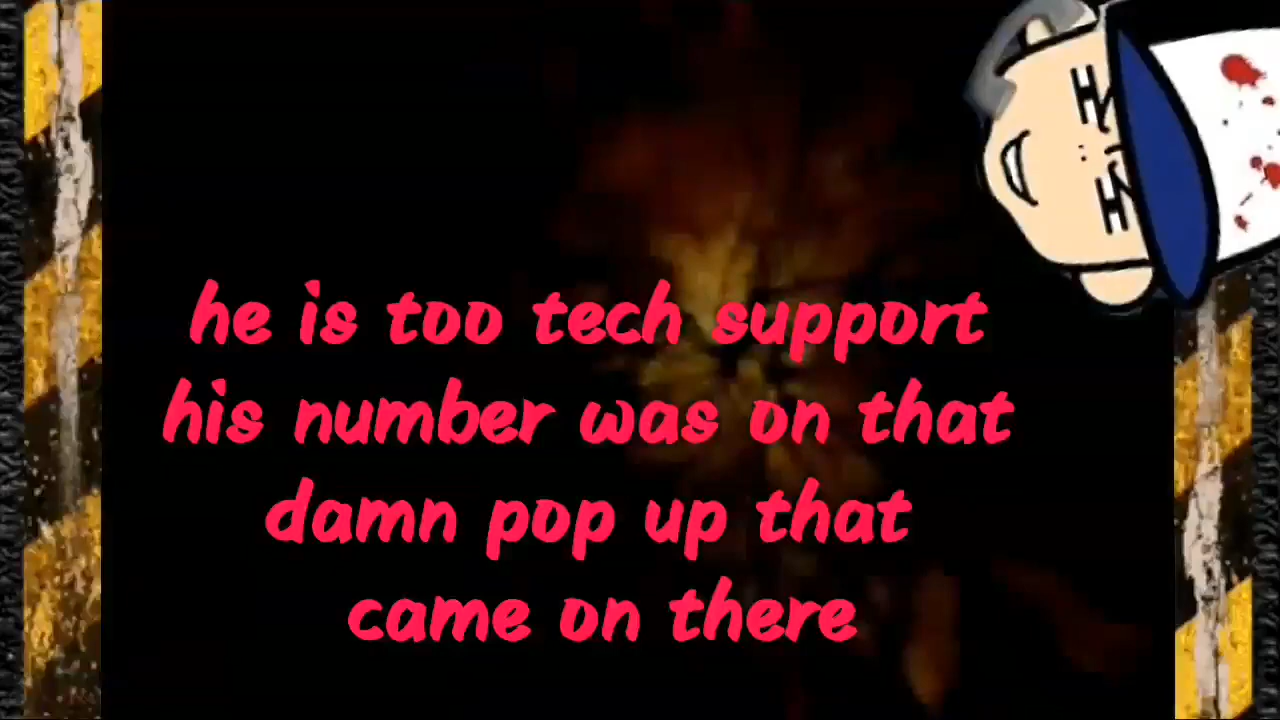 he is too tech support
his number was on that
damn pop up that
came on there